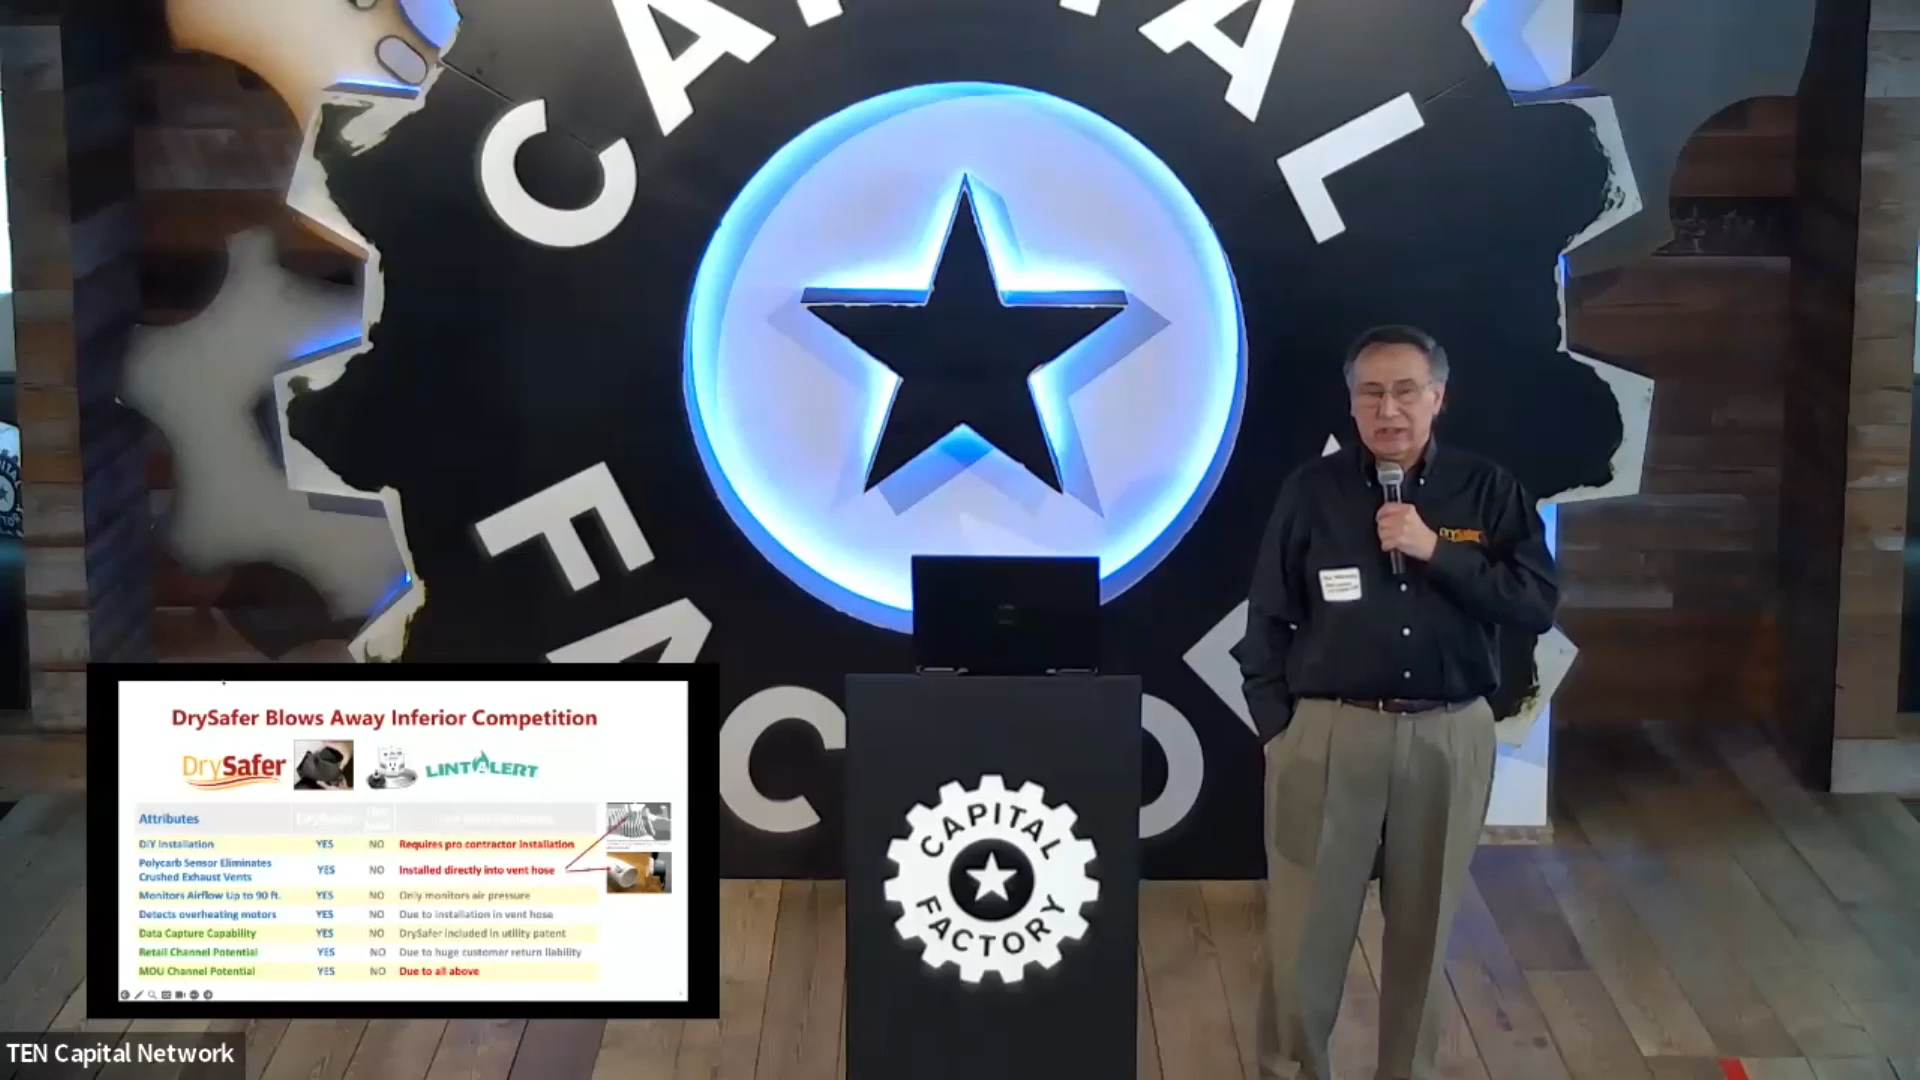 CAPITAL
FACTO
DRYSAFER
DrySafer Blows Away Inferior Competition
DrySafer
LINTALERT
Attributes
DIY Installation YES NO Requires pro contractor installation
Polycarb Sensor Eliminates
Crushed Exhaust Vents YES NO Installed directly into vent hose
Monitors Airflow Up to 90 ft. YES NO Only monitors air pressure
Detects overheating motors YES NO Due to installation in vent hose
Data Capture Capability YES NO DrySafer included in utility patent
Retail Channel Potential YES NO Due to huge customer return liability
MOU Channel Potential YES NO Due to all above
CAPITAL
FACTORY
TEN Capital Network